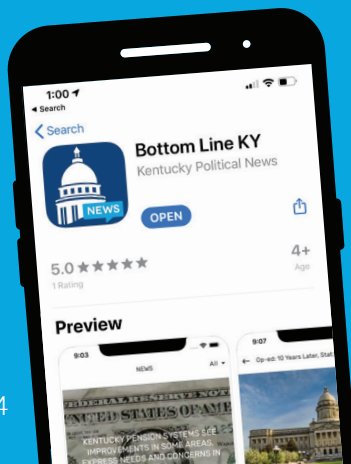 1:00
Search
Search
Bottom Line KY
Kentucky Political News
NEWS
OPEN
5.0
4+
1 Rating
Age
Preview
9:03
NEWS
All
FEDERAL RESERVE NOTE
UNITED STATES OF AME
KENTUCKY PENSION SYSTEMS SEE
IMPROVEMENTS IN SOME AREAS,
EXPRESS NEEDS AND CONCERNS IN
9:07
Op-ed: 10 Years Later, Stat
4